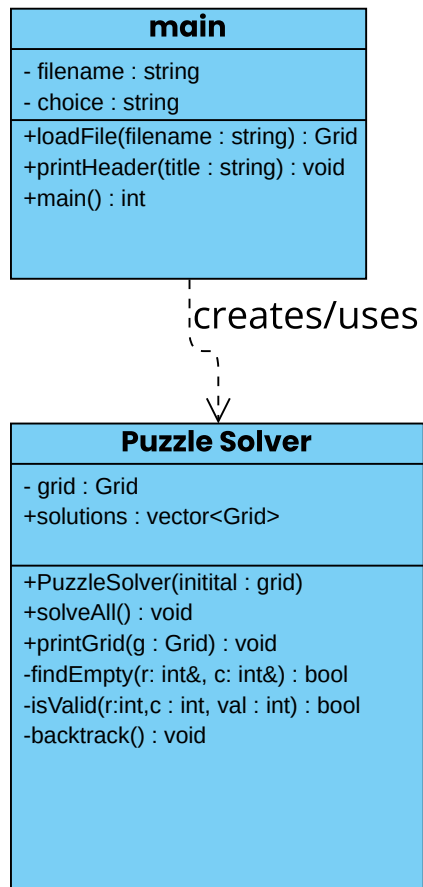 main
- filename : string
- choice : string
+loadFile(filename : string) : Grid
+printHeader(title : string) : void
+main() : int
creates/uses
Puzzle Solver
- grid : Grid
+solutions : vector<Grid>
+PuzzleSolver(initital : grid)
+solveAll() : void
+printGrid(g : Grid) : void
-findEmpty(r: int&, c: int&) : bool
-isValid(r:int,c : int, val : int) : bool
-backtrack() : void